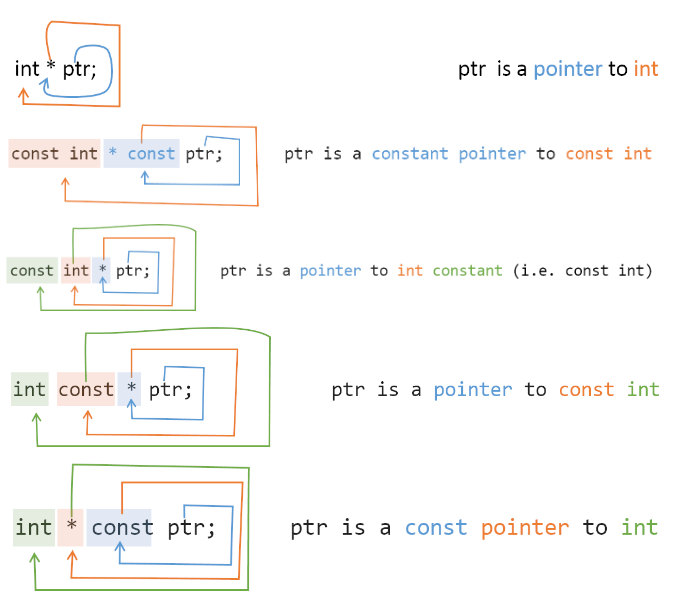 int * ptr; ptr is a pointer to int
const int * const ptr; ptr is a constant pointer to const int
const int * ptr; ptr is a pointer to int constant (i.e. const int)
int const * ptr; ptr is a pointer to const int
int * const ptr; ptr is a const pointer to int